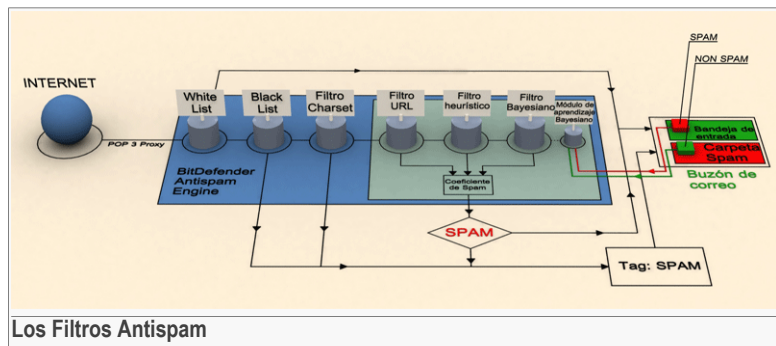 SPAM
NON SPAM
INTERNET
White
List
Black
List
Filtro
Charset
Filtro
URL
Filtro
heurístico
Filtro
Bayesiano
Módulo de
aprendizaje
Bayesiano
Bandeja de
entrada
Carpeta
Spam
Buzón de
correo
POP 3 Proxy
BitDefender
Antispam
Engine
Coeficiente
de Spam
SPAM
Tag: SPAM
Los Filtros Antispam